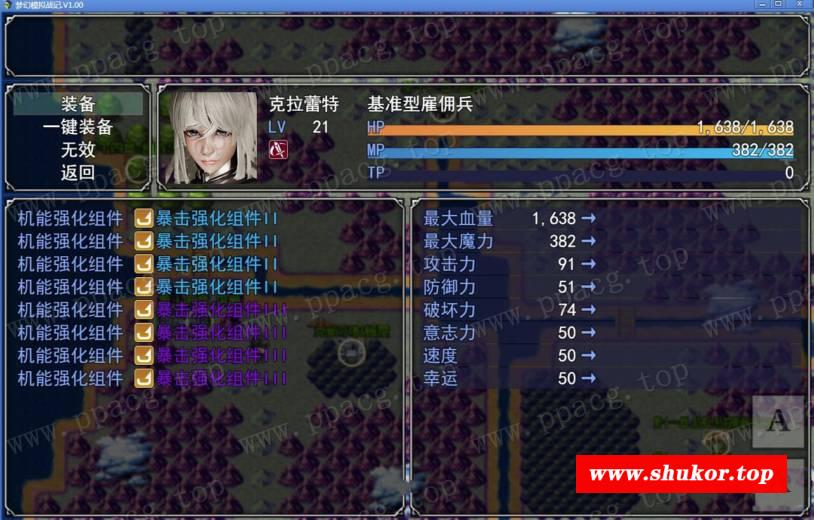 梦幻模拟战记.V1.00
装备
一键装备
无效
返回
克拉蕾特 基准型雇佣兵
LV 21
HP 1,638/1,638
MP 382/382
TP 0
机能强化组件 暴击强化组件II
机能强化组件 暴击强化组件II
机能强化组件 暴击强化组件II
机能强化组件 暴击强化组件II
机能强化组件 暴击强化组件III
机能强化组件 暴击强化组件III
机能强化组件 暴击强化组件III
机能强化组件 暴击强化组件III
最大血量 1,638→
最大魔力 382→
攻击力 91→
防御力 51→
破坏力 74→
意志力 50→
速度 50→
幸运 50→
A
www.shukor.top
www.ppacg.top